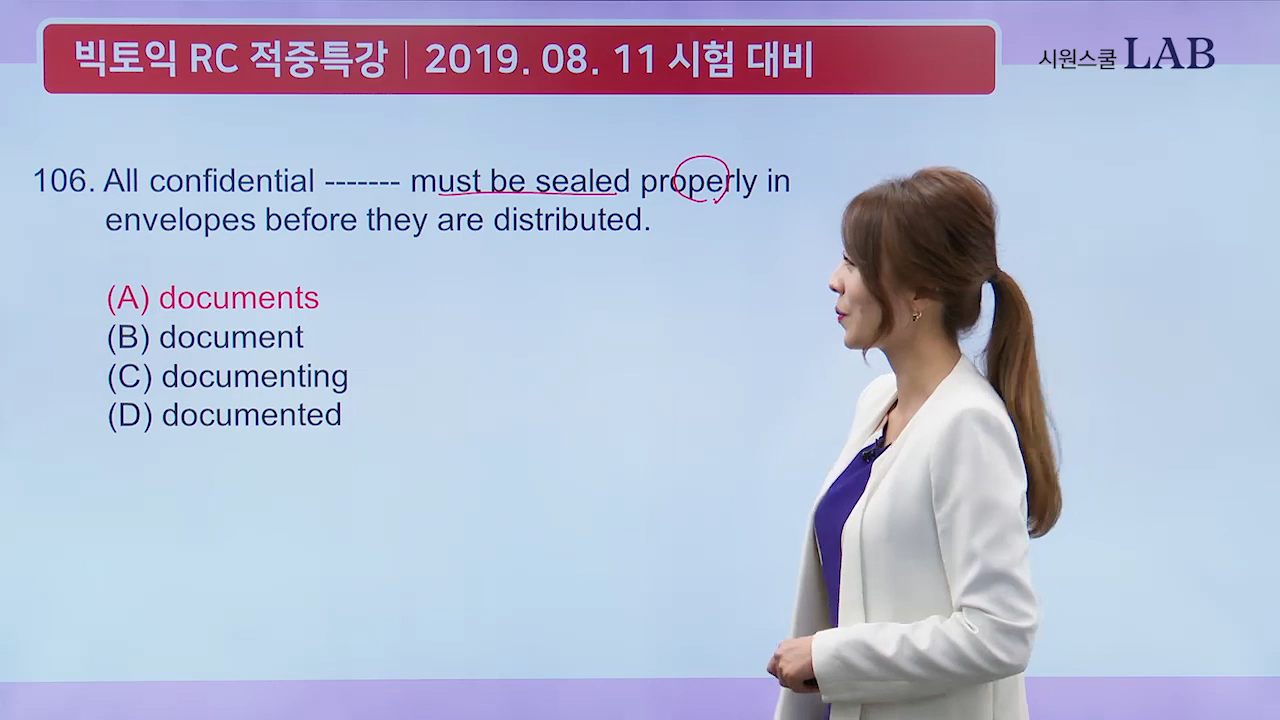 빅토익 RC 적중특강 | 2019. 08. 11 시험 대비
시원스쿨 LAB
106. All confidential ------- must be sealed properly in
envelopes before they are distributed.
(A) documents
(B) document
(C) documenting
(D) documented